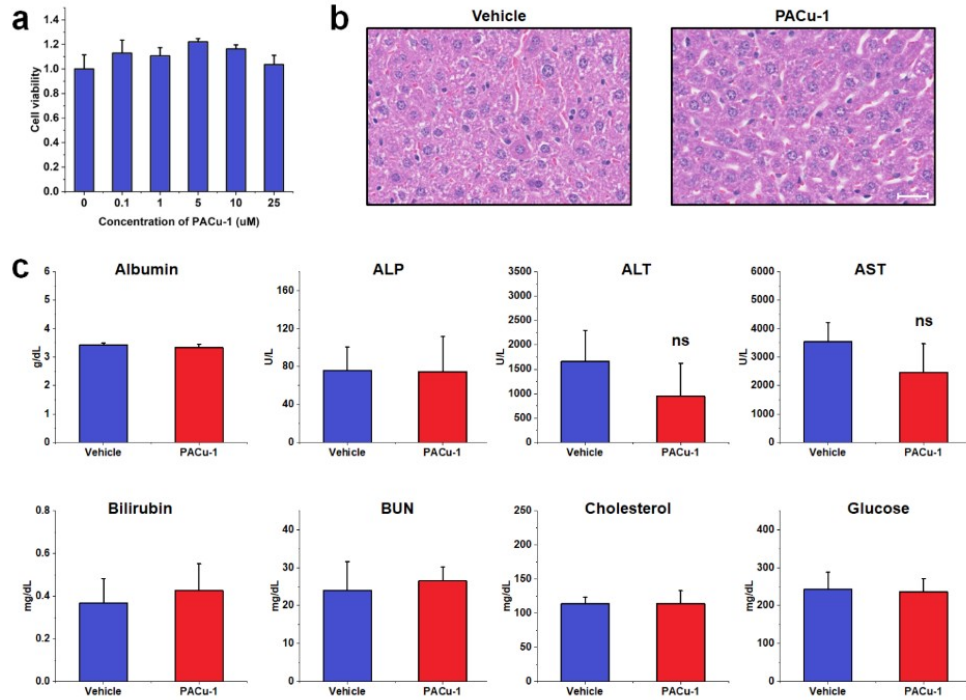 a
Cell viability
1.4
1.2
1.0
0.8
0.6
0.4
0.2
0.0
0 0.1 1 5 10 25
Concentration of PACu-1 (uM)
b
Vehicle PACu-1
c
Albumin
g/dL
6
5
4
3
2
1
0
Vehicle PACu-1
ALP
U/L
160
120
80
40
0
Vehicle PACu-1
ALT
U/L
3500
3000
2500
2000
1500
1000
500
0
ns
Vehicle PACu-1
AST
U/L
6000
5000
4000
3000
2000
1000
0
ns
Vehicle PACu-1
Bilirubin
mg/dL
0.8
0.6
0.4
0.2
0.0
Vehicle PACu-1
BUN
mg/dL
40
30
20
10
0
Vehicle PACu-1
Cholesterol
mg/dL
250
200
150
100
50
0
Vehicle PACu-1
Glucose
mg/dL
400
300
200
100
0
Vehicle PACu-1